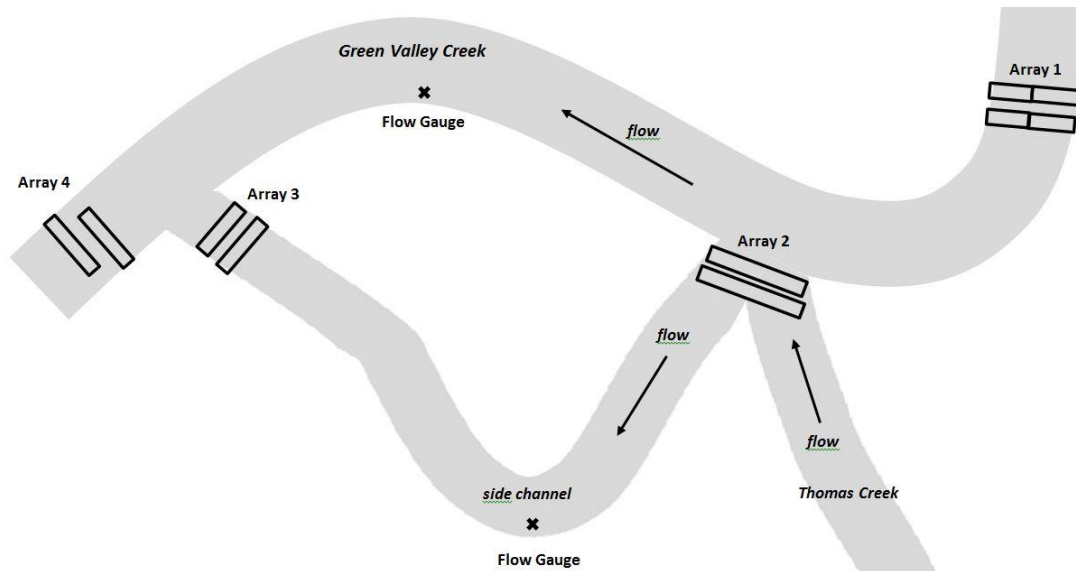 Green Valley Creek
Array 1
Flow Gauge
flow
Array 4
Array 3
Array 2
flow
flow
side channel
Thomas Creek
Flow Gauge